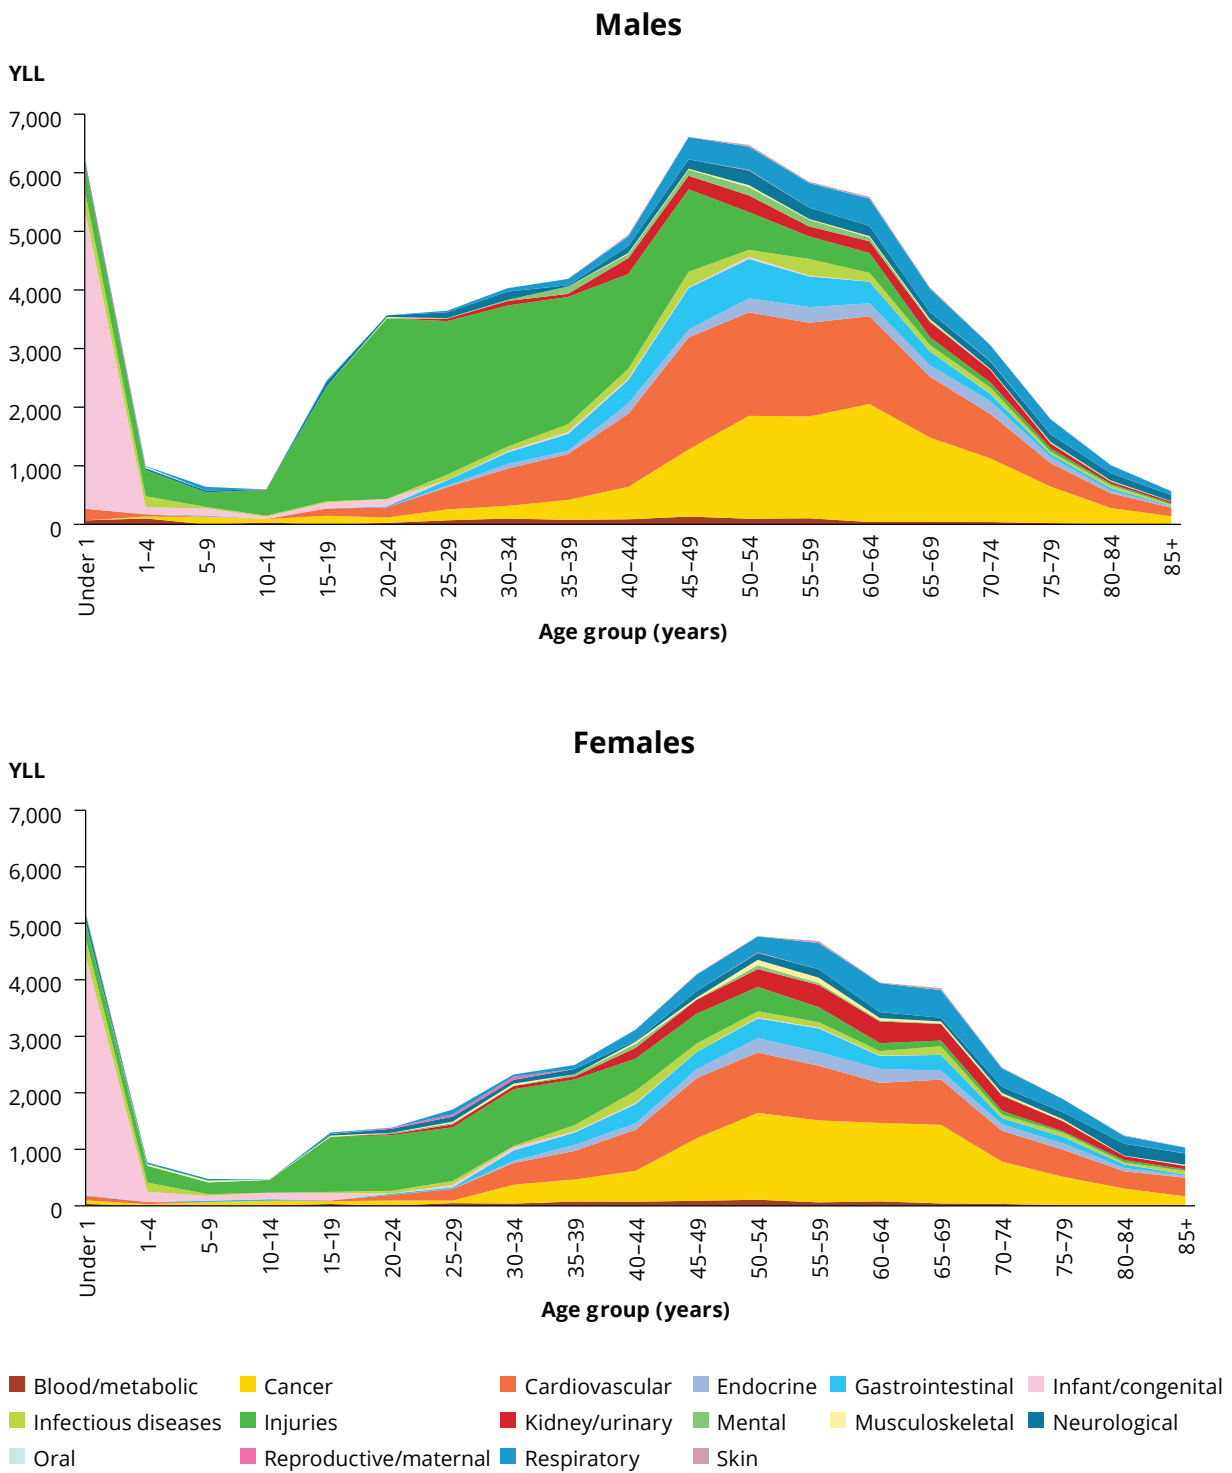 Males
YLL
7,000
6,000
5,000
4,000
3,000
2,000
1,000
0
Under 1 1–4 5–9 10–14 15–19 20–24 25–29 30–34 35–39 40–44 45–49 50–54 55–59 60–64 65–69 70–74 75–79 80–84 85+
Age group (years)
Females
YLL
7,000
6,000
5,000
4,000
3,000
2,000
1,000
0
Under 1 1–4 5–9 10–14 15–19 20–24 25–29 30–34 35–39 40–44 45–49 50–54 55–59 60–64 65–69 70–74 75–79 80–84 85+
Age group (years)
Blood/metabolic Cancer Cardiovascular Endocrine Gastrointestinal Infant/congenital
Infectious diseases Injuries Kidney/urinary Mental Musculoskeletal Neurological
Oral Reproductive/maternal Respiratory Skin